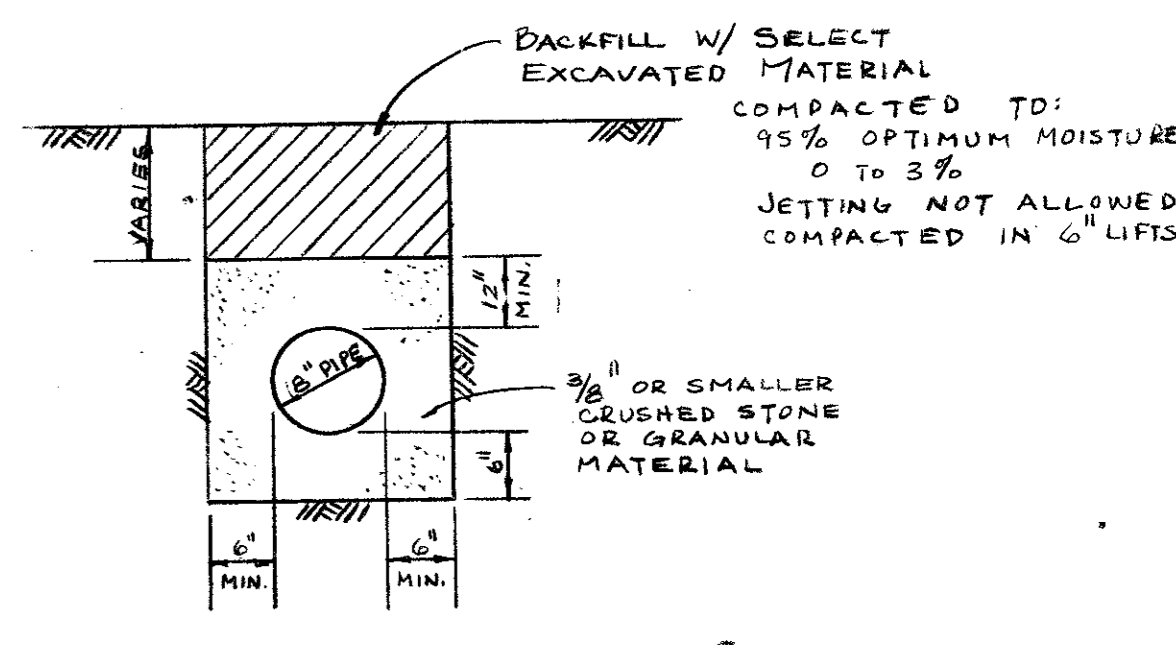 BACKFILL W/ SELECT
EXCAVATED MATERIAL
COMPACTED TO:
95% OPTIMUM MOISTURE
0 TO 3%
JETTING NOT ALLOWED
COMPACTED IN 6" LIFTS
VARIES
12"
MIN.
8" PIPE
3/8" OR SMALLER
CRUSHED STONE
OR GRANULAR
MATERIAL
6"
6"
MIN.
6"
MIN.